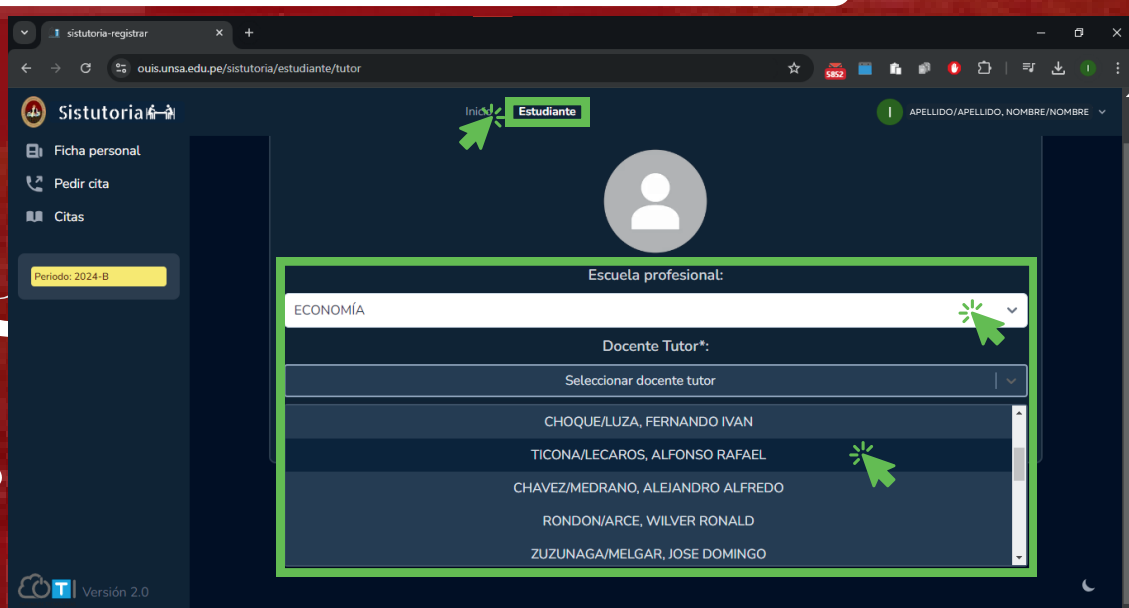 sistutoria-registrar
ouis.unsa.edu.pe/sistutoria/estudiante/tutor
5852
I
Sistutoria
Inicio
Estudiante
I
APELLIDO/APELLIDO, NOMBRE/NOMBRE
Ficha personal
Pedir cita
Citas
Periodo: 2024-B
Escuela profesional:
ECONOMÍA
Docente Tutor*:
Seleccionar docente tutor
CHOQUE/LUZA, FERNANDO IVAN
TICONA/LECAROS, ALFONSO RAFAEL
CHAVEZ/MEDRANO, ALEJANDRO ALFREDO
RONDON/ARCE, WILVER RONALD
ZUZUNAGA/MELGAR, JOSE DOMINGO
T Versión 2.0